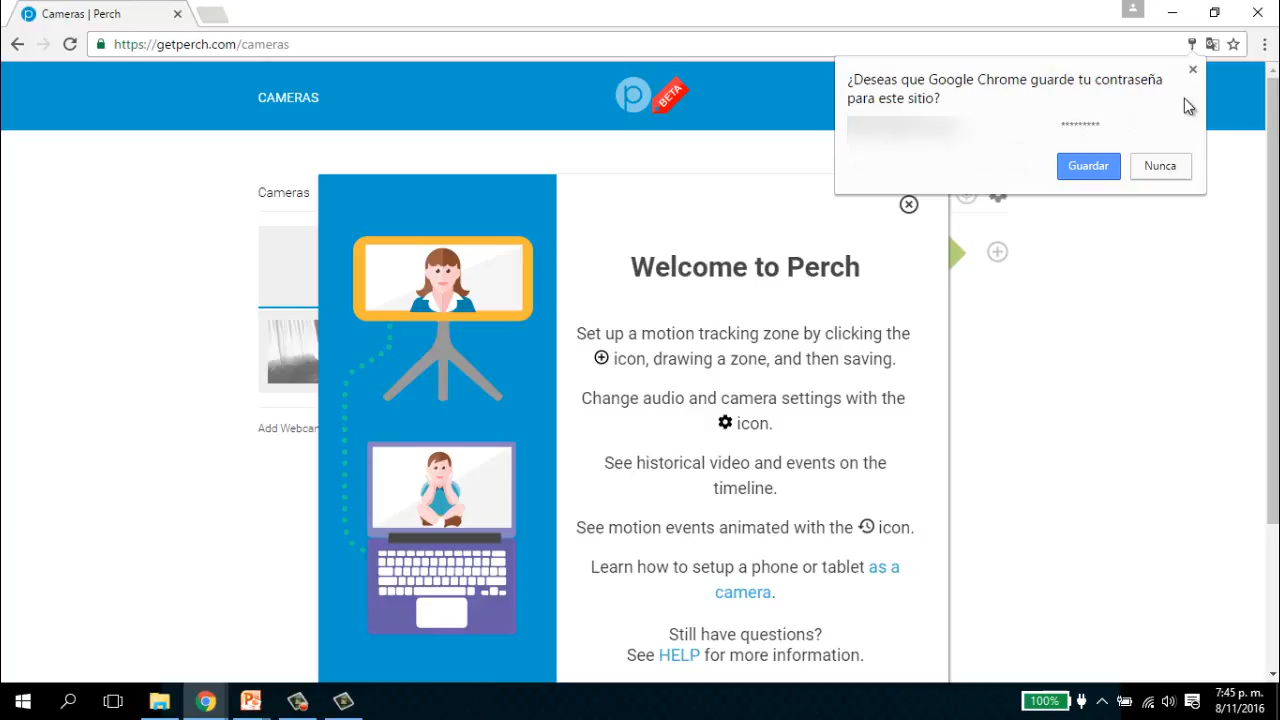 Cameras | Perch
https://getperch.com/cameras
¿Deseas que Google Chrome guarde tu contraseña
para este sitio?
*********
Guardar
Nunca
CAMERAS
p
BETA
Cameras
Welcome to Perch
Set up a motion tracking zone by clicking the
icon, drawing a zone, and then saving.
Change audio and camera settings with the
icon.
See historical video and events on the
timeline.
See motion events animated with the icon.
Learn how to setup a phone or tablet as a
camera.
Still have questions?
See HELP for more information.
Add Webcam
100%
7:45 p. m.
8/11/2016